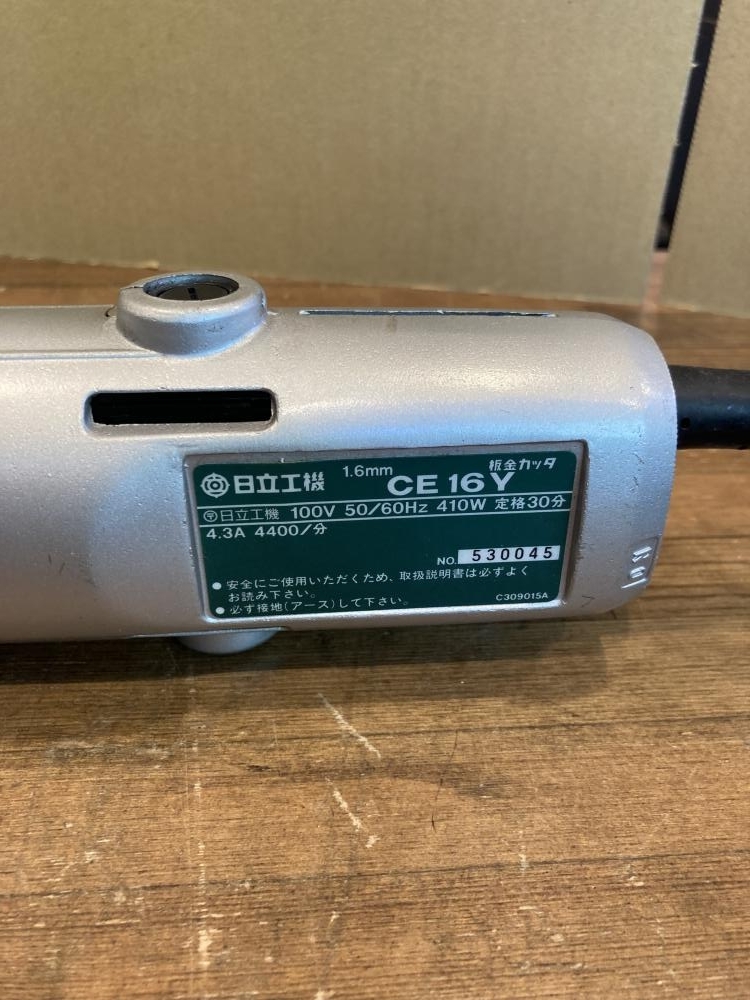 日立工機 1.6mm 板金カッタ
CE 16Y
〶日立工機 100V 50/60Hz 410W 定格30分
4.3A 4400/分
NO. 530045
● 安全にご使用いただくため、取扱説明書は必ずよく
お読み下さい。
● 必ず接地(アース)して下さい。
C309015A